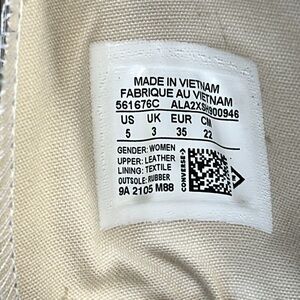 MADE IN VIETNAM
FABRIQUE AU VIETNAM
561676C ALA2XSH900946
US UK EUR CM
5 3 35 22
GENDER: WOMEN
UPPER: LEATHER
LINING: TEXTILE
OUTSOLE: RUBBER
9A 2105 M88
CONVERSE